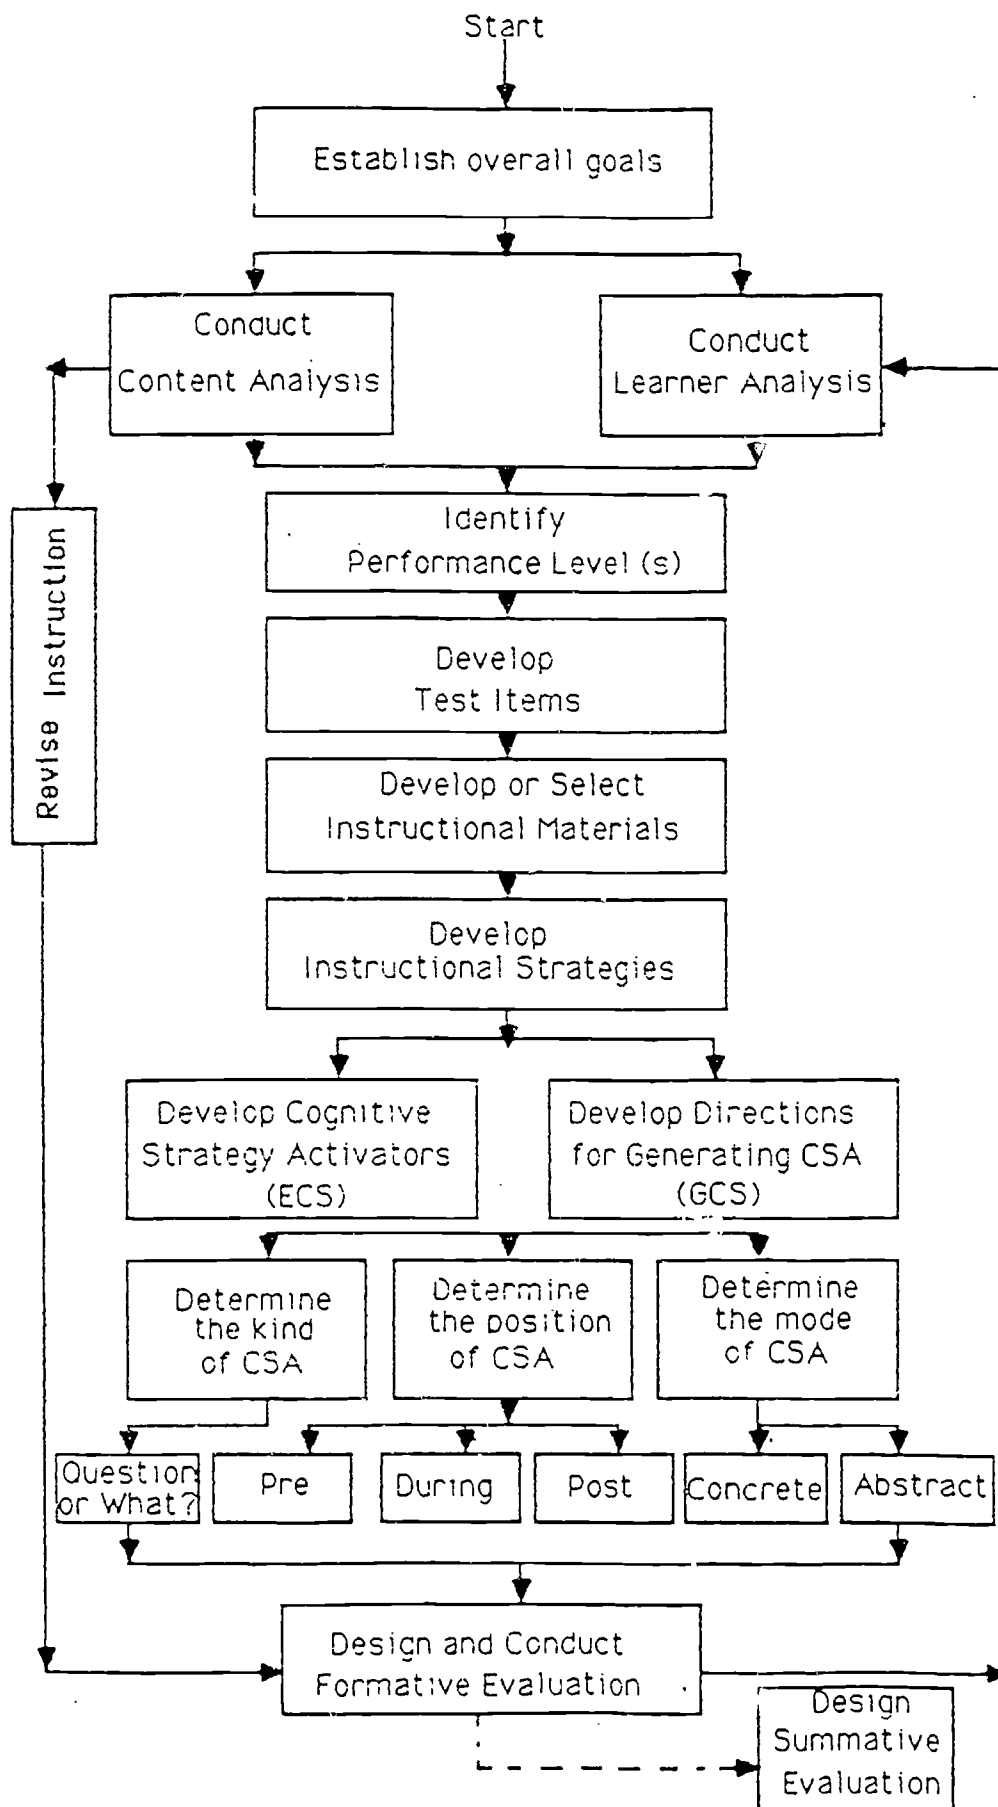 Start
Establish overall goals
Conduct
Content Analysis
Conduct
Learner Analysis
Identify
Performance Level (s)
Revise Instruction
Develop
Test Items
Develop or Select
Instructional Materials
Develop
Instructional Strategies
Develop Cognitive
Strategy Activators
(ECS)
Develop Directions
for Generating CSA
(GCS)
Determine
the kind
of CSA
Determine
the position
of CSA
Determine
the mode
of CSA
Question
or What?
Pre
During
Post
Concrete
Abstract
Design and Conduct
Formative Evaluation
Design
Summative
Evaluation